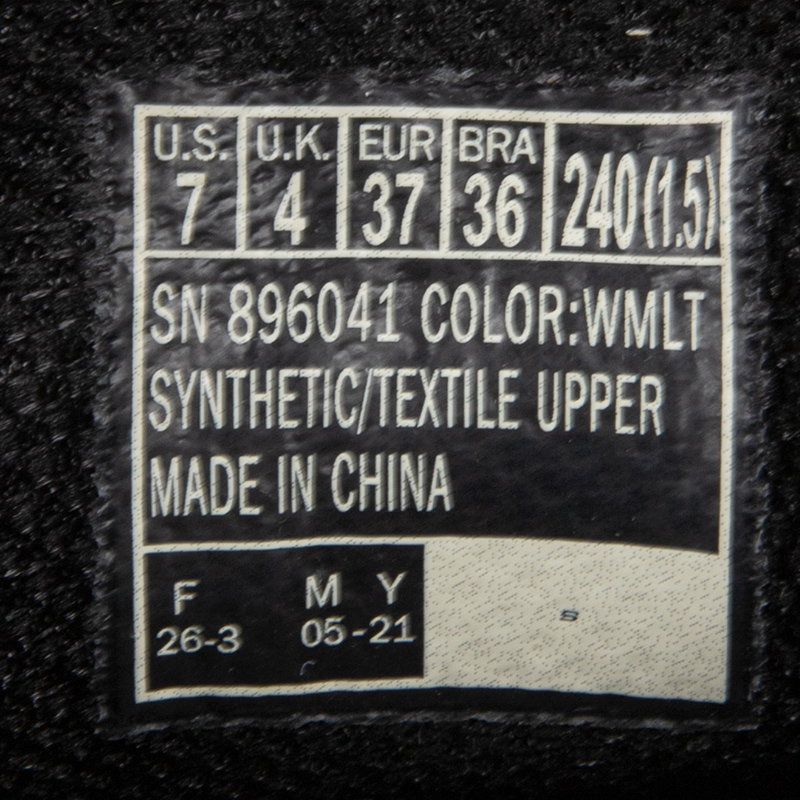 U.S. U.K. EUR BRA
7 4 37 36 240(1.5)
SN 896041 COLOR:WMLT
SYNTHETIC/TEXTILE UPPER
MADE IN CHINA
F M Y
26-3 05-21
s